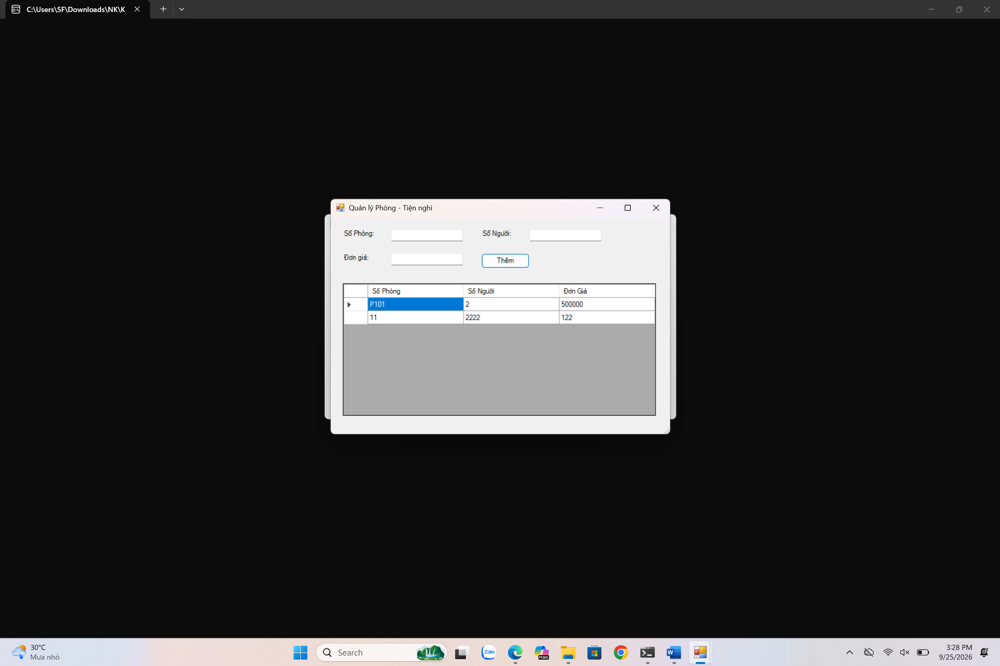 C:\Users\SF\Downloads\NK\K
Quản lý Phòng - Tiện nghi
Số Phòng:
Số Người:
Đơn giá:
Thêm
Số Phòng Số Người Đơn Giá
P101 2 500000
11 2222 122
30°C
Mưa nhỏ
Search
Zalo
M365
W
3:28 PM
9/25/2026